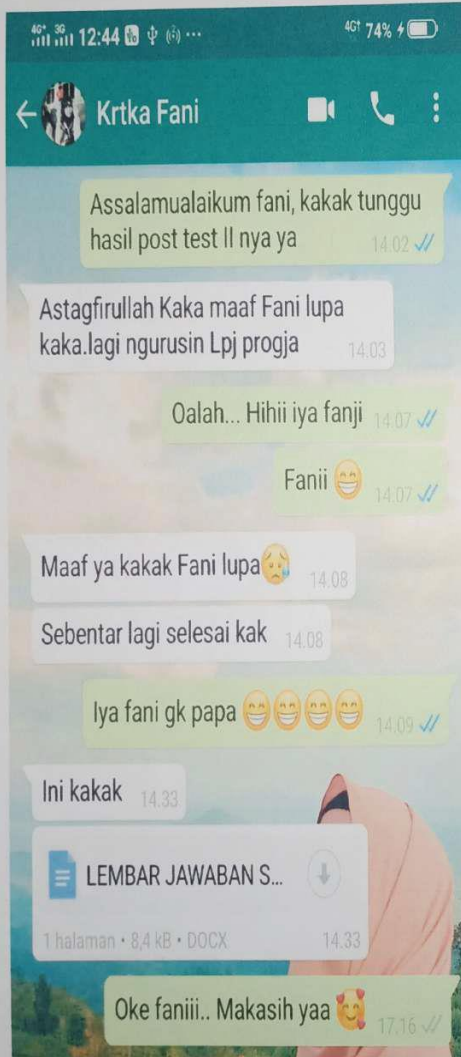 4G+ 3G 12:44 ... 4G↑ 74%
Krtka Fani
Assalamualaikum fani, kakak tunggu
hasil post test II nya ya 14.02
Astagfirullah Kaka maaf Fani lupa
kaka.lagi ngurusin Lpj progja 14.03
Oalah... Hihii iya fanji 14.07
Fanii 😁 14.07
Maaf ya kakak Fani lupa😥 14.08
Sebentar lagi selesai kak 14.08
Iya fani gk papa 😁😁😁😁 14.09
Ini kakak 14.33
LEMBAR JAWABAN S...
1 halaman • 8,4 kB • DOCX 14.33
Oke faniii.. Makasih yaa 🥰 17.16